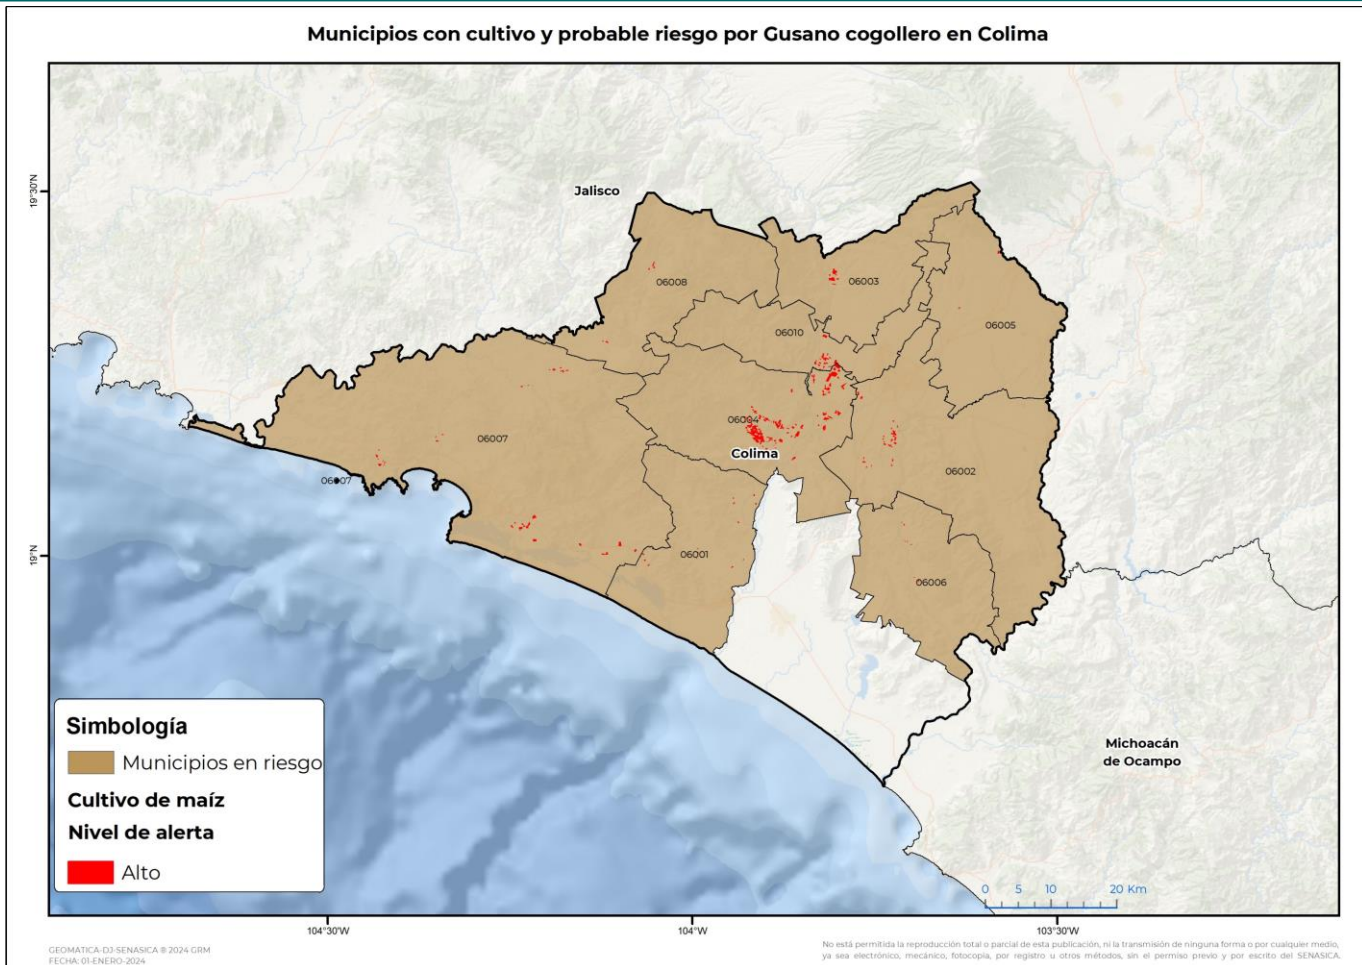 Municipios con cultivo y probable riesgo por Gusano cogollero en Colima
19°30'N
Jalisco
06008
06003
06010
06005
06004
06007
Colima
06002
06007
19°N
06001
06006
Michoacán
de Ocampo
Simbología
Municipios en riesgo
Cultivo de maíz
Nivel de alerta
Alto
0 5 10 20 Km
104°30'W
104°W
103°30'W
GEOMATICA-DJ-SENASICA ® 2024 GRM
FECHA: 01-ENERO-2024
No está permitida la reproducción total o parcial de esta publicación, ni la transmisión de ninguna forma o por cualquier medio,
ya sea electrónico, mecánico, fotocopia, por registro u otros métodos, sin el permiso previo y por escrito del SENASICA.